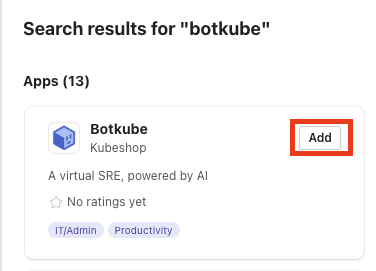 Search results for "botkube"
Apps (13)
Botkube
Add
Kubeshop
A virtual SRE, powered by AI
No ratings yet
IT/Admin Productivity